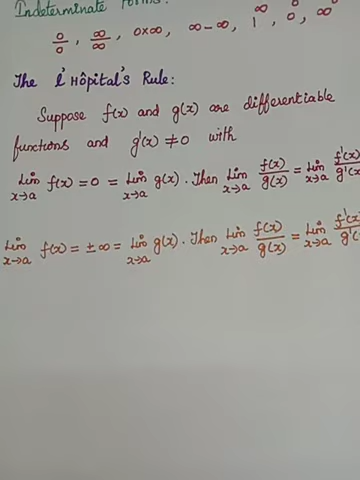 Indeterminate Forms:
0/0, ∞/∞, 0×∞, ∞−∞, 1^∞, 0^0, ∞^0
The l'Hôpital's Rule:
Suppose f(x) and g(x) are differentiable
functions and g'(x) ≠ 0 with
lim x→a f(x) = 0 = lim x→a g(x). Then lim x→a f(x)/g(x) = lim x→a f'(x)/g'(x
lim x→a f(x) = ±∞ = lim x→a g(x). Then lim x→a f(x)/g(x) = lim x→a f'(x)/g'(